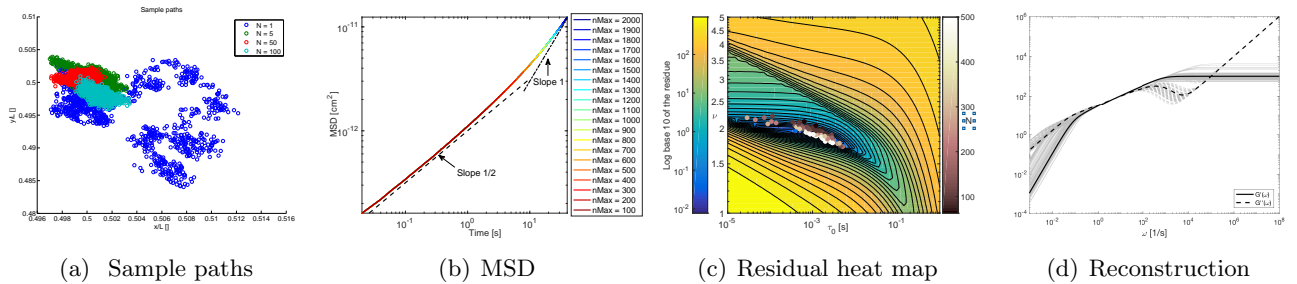 Sample paths
N = 1
N = 5
N = 50
N = 100
0.51
0.505
0.5
0.495
0.49
0.485
0.48
y/L []
0.496
0.498
0.5
0.502
0.504
0.506
0.508
0.51
0.512
0.514
0.516
x/L []
(a) Sample paths
10^-11
10^-12
MSD [cm²]
Slope 1
Slope 1/2
10^-1
10^0
10^1
Time [s]
nMax = 2000
nMax = 1900
nMax = 1800
nMax = 1700
nMax = 1600
nMax = 1500
nMax = 1400
nMax = 1300
nMax = 1200
nMax = 1100
nMax = 1000
nMax = 900
nMax = 800
nMax = 700
nMax = 600
nMax = 500
nMax = 400
nMax = 300
nMax = 200
nMax = 100
(b) MSD
Log base 10 of the residue
10^2
10^1
10^0
10^-1
10^-2
5
4.5
4
3.5
3
2.5
ν
2
1.5
1
10^-5
10^-3
10^-1
τ₀ [s]
500
400
300
200
100
N
(c) Residual heat map
10^6
10^4
10^2
10^0
10^-2
10^-4
10^-2
10^0
10^2
10^4
10^6
10^8
ω [1/s]
G'(ω)
G''(ω)
(d) Reconstruction